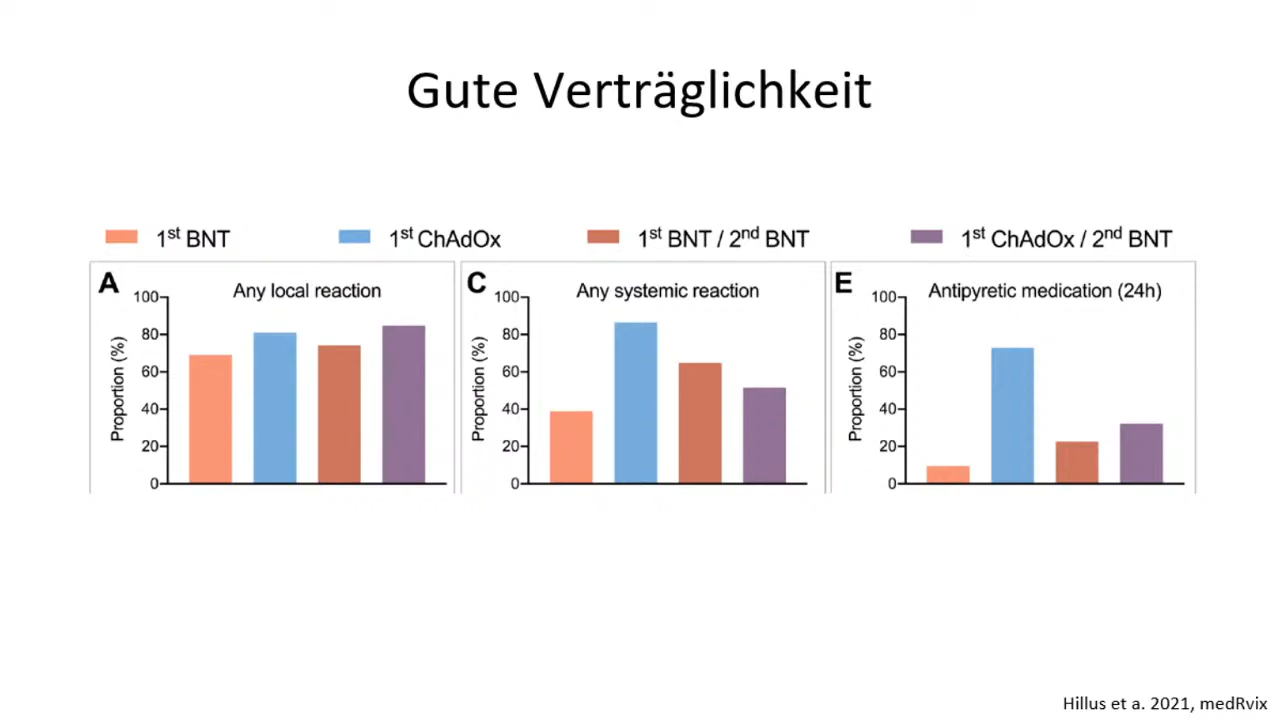 Gute Verträglichkeit
1st BNT
1st ChAdOx
1st BNT / 2nd BNT
1st ChAdOx / 2nd BNT
A
Any local reaction
Proportion (%)
100
80
60
40
20
0
C
Any systemic reaction
Proportion (%)
100
80
60
40
20
0
E
Antipyretic medication (24h)
Proportion (%)
100
80
60
40
20
0
Hillus et a. 2021, medRvix